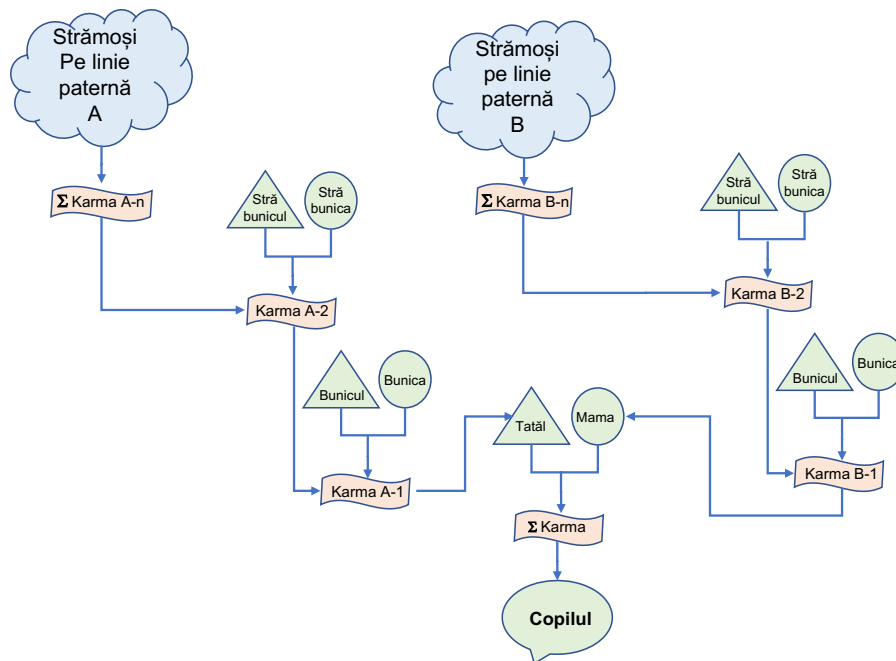 Strămoși
Pe linie
paternă
A
Strămoși
pe linie
paternă
B
Σ Karma A-n
Stră
bunicul
Stră
bunica
Σ Karma B-n
Stră
bunicul
Stră
bunica
Karma A-2
Karma B-2
Bunicul
Bunica
Tatăl
Mama
Bunicul
Bunica
Karma A-1
Karma B-1
Σ Karma
Copilul